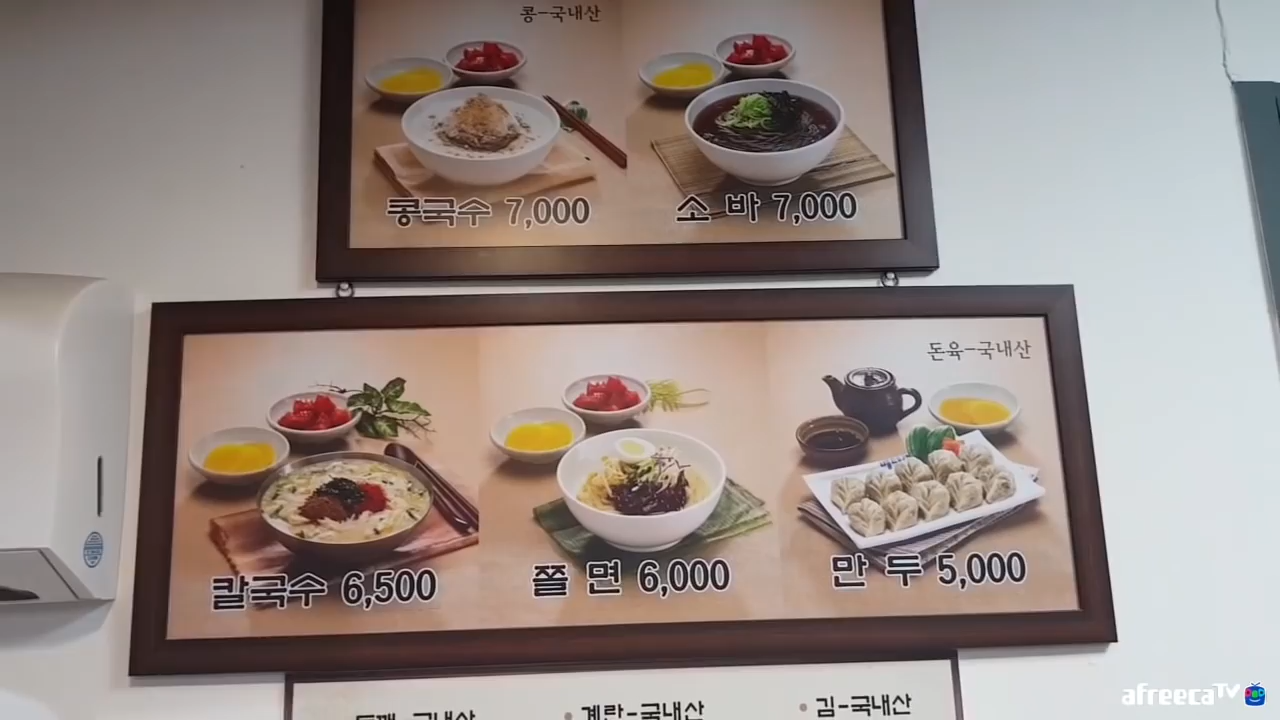 콩-국내산
콩국수 7,000
소 바 7,000
돈육-국내산
칼국수 6,500
쫄 면 6,000
만 두 5,000
계란-국내산
김-국내산
afreecaTV